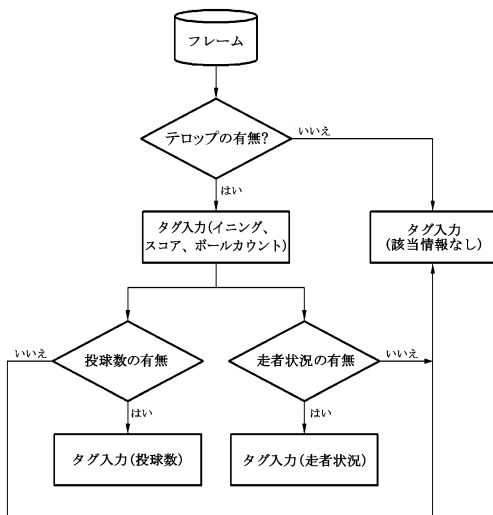 フレーム
テロップの有無?
いいえ
はい
タグ入力(イニング、
スコア、ボールカウント)
タグ入力
(該当情報なし)
いいえ
投球数の有無
走者状況の有無
いいえ
はい
はい
タグ入力(投球数)
タグ入力(走者状況)